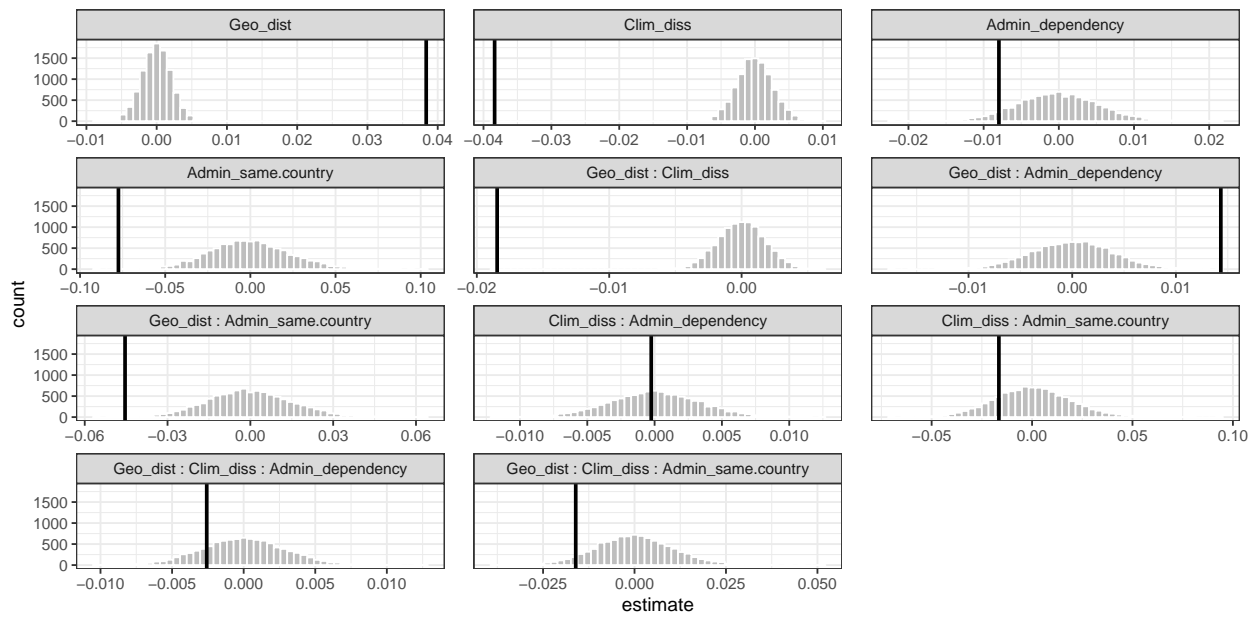 Geo_dist Clim_diss Admin_dependency
1500
1000
500
0
−0.01 0.00 0.01 0.02 0.03 0.04 −0.04 −0.03 −0.02 −0.01 0.00 0.01 −0.02 −0.01 0.00 0.01 0.02
Admin_same.country Geo_dist : Clim_diss Geo_dist : Admin_dependency
1500
1000
500
0
−0.10 −0.05 0.00 0.05 0.10 −0.02 −0.01 0.00 −0.01 0.00 0.01
count
Geo_dist : Admin_same.country Clim_diss : Admin_dependency Clim_diss : Admin_same.country
1500
1000
500
0
−0.06 −0.03 0.00 0.03 0.06 −0.010 −0.005 0.000 0.005 0.010 −0.05 0.00 0.05 0.10
Geo_dist : Clim_diss : Admin_dependency Geo_dist : Clim_diss : Admin_same.country
1500
1000
500
0
−0.010 −0.005 0.000 0.005 0.010 −0.025 0.000 0.025 0.050
estimate